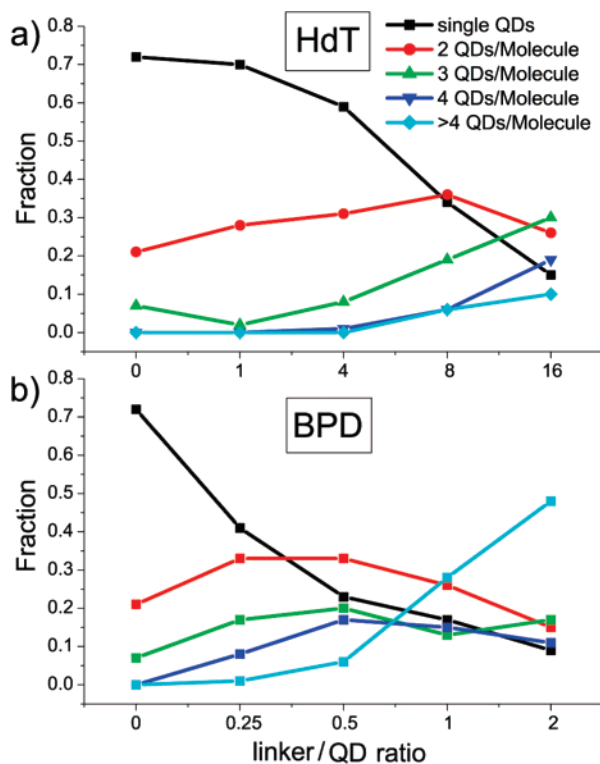 a)
HdT
single QDs
2 QDs/Molecule
3 QDs/Molecule
4 QDs/Molecule
>4 QDs/Molecule
Fraction
0.8
0.7
0.6
0.5
0.4
0.3
0.2
0.1
0.0
0 1 4 8 16
b)
BPD
Fraction
0.8
0.7
0.6
0.5
0.4
0.3
0.2
0.1
0.0
0 0.25 0.5 1 2
linker/QD ratio